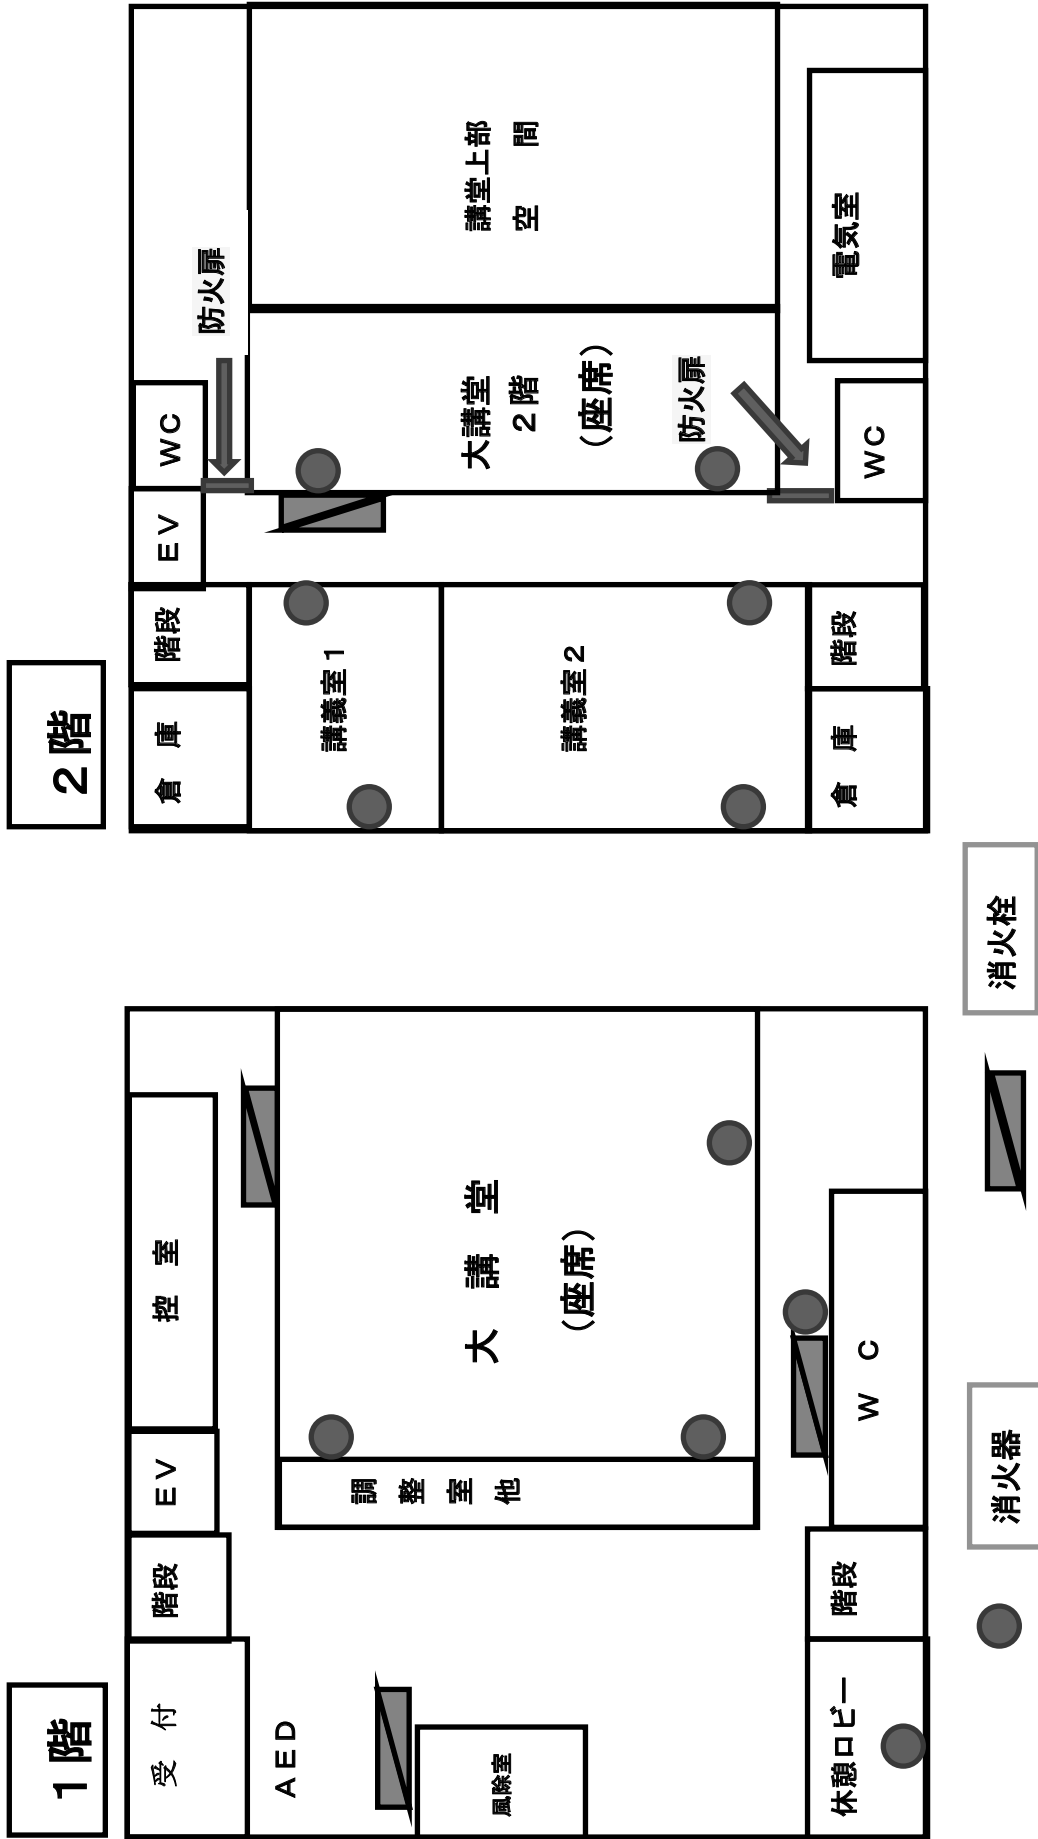 １階
受　付
階段
ＥＶ
控　室
ＡＥＤ
調　整　室　他
大　講　堂
（座席）
風除室
休憩ロビー
階段
Ｗ　Ｃ
消火器
消火栓
２階
倉　庫
階段
ＥＶ
ＷＣ
防火扉
講義室１
講義室２
大講堂
２階
（座席）
講堂上部
空　間
防火扉
倉　庫
階段
ＷＣ
電気室